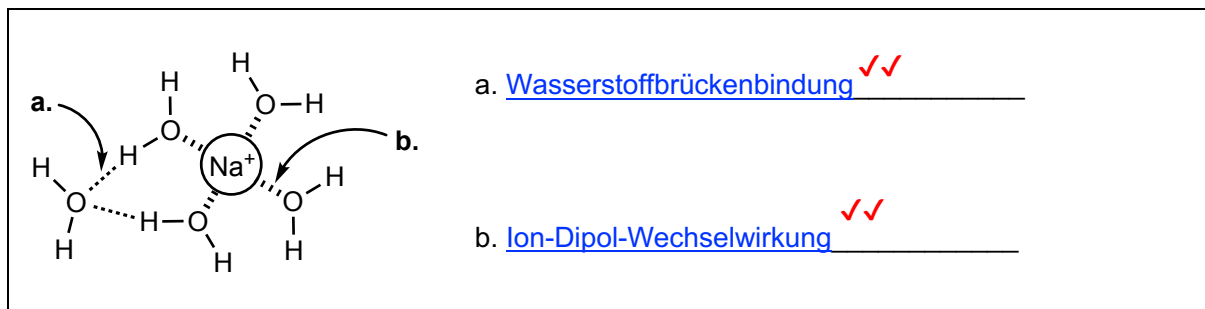 a. Wasserstoffbrückenbindung ✓✓
b. Ion-Dipol-Wechselwirkung ✓✓
a.
b.
H
H
O
H
H
O
H
Na⁺
H
O
H
H
O
H
H
O
H